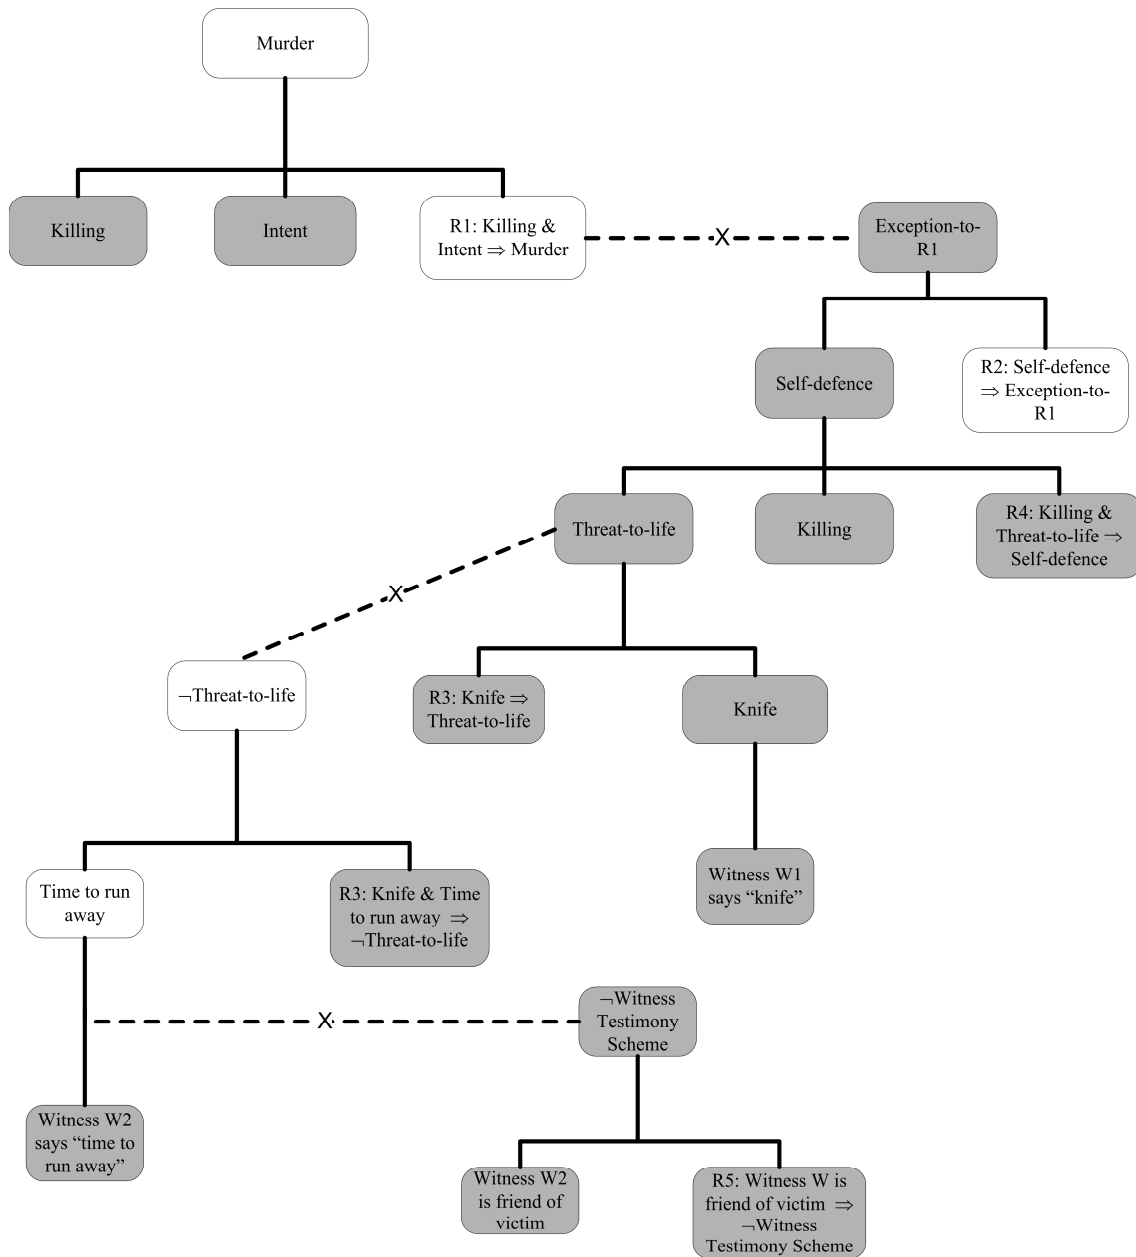 Murder
Killing
Intent
R1: Killing &
Intent ⇒ Murder
X
Exception-to-
R1
Self-defence
R2: Self-defence
⇒ Exception-to-
R1
Threat-to-life
Killing
R4: Killing &
Threat-to-life ⇒
Self-defence
X
¬Threat-to-life
R3: Knife ⇒
Threat-to-life
Knife
Time to run
away
R3: Knife & Time
to run away ⇒
¬Threat-to-life
Witness W1
says “knife”
X
¬Witness
Testimony
Scheme
Witness W2
says “time to
run away”
Witness W2
is friend of
victim
R5: Witness W is
friend of victim ⇒
¬Witness
Testimony Scheme